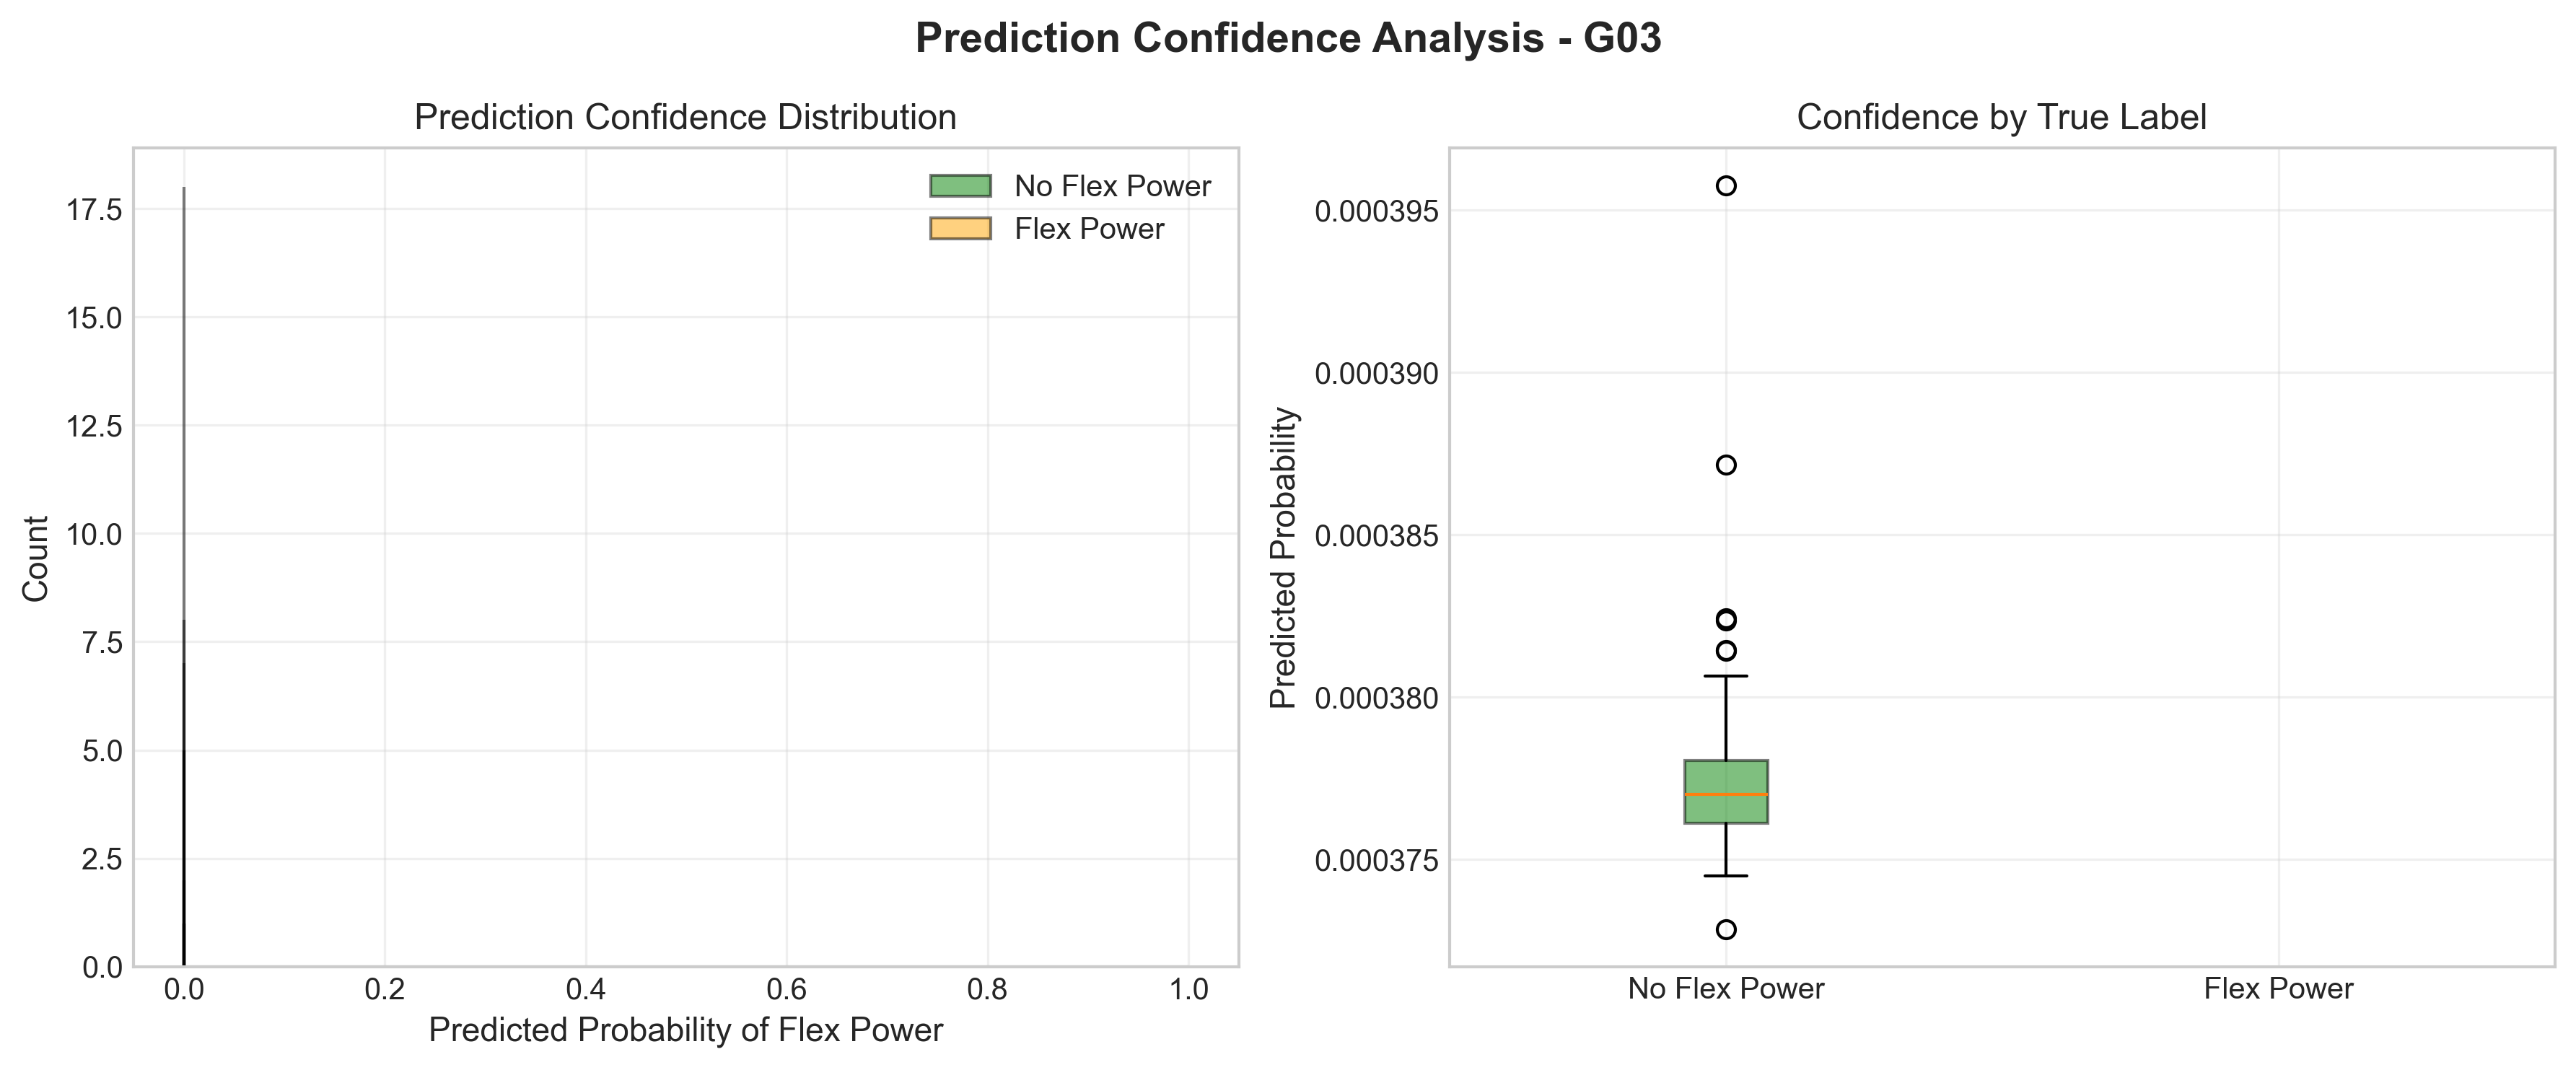 Prediction Confidence Analysis - G03
Prediction Confidence Distribution
No Flex Power
Flex Power
17.5
15.0
12.5
10.0
7.5
5.0
2.5
0.0
Count
0.0 0.2 0.4 0.6 0.8 1.0
Predicted Probability of Flex Power
Confidence by True Label
0.000395
0.000390
0.000385
0.000380
0.000375
Predicted Probability
No Flex Power Flex Power